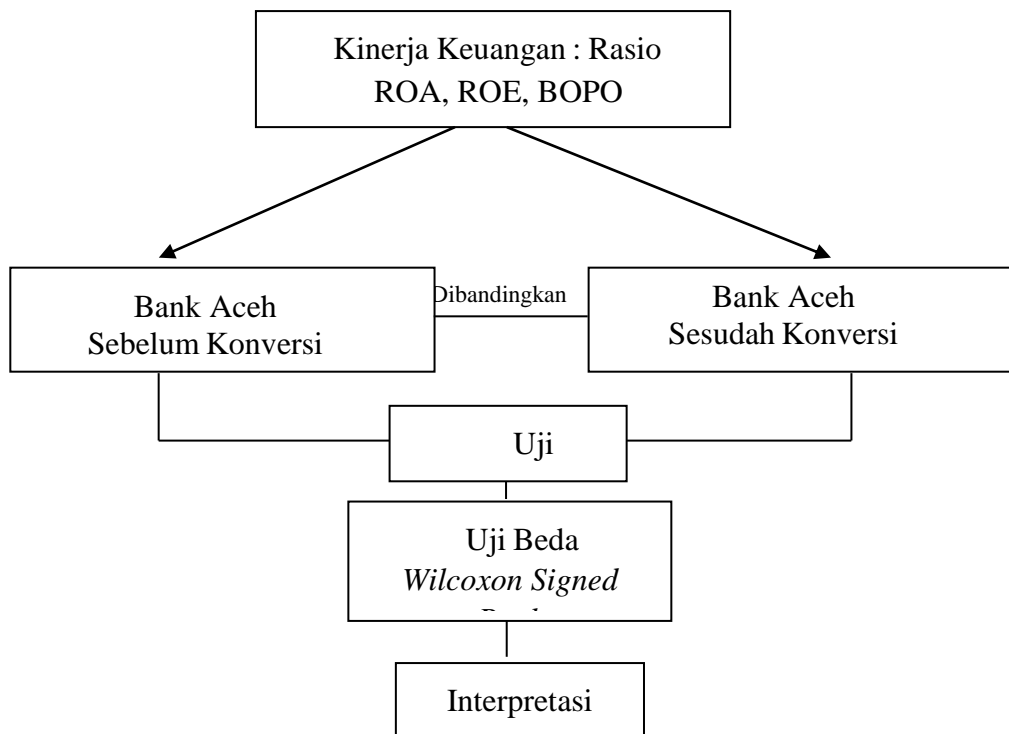 Kinerja Keuangan : Rasio
ROA, ROE, BOPO
Bank Aceh
Sebelum Konversi
Dibandingkan
Bank Aceh
Sesudah Konversi
Uji
Uji Beda
Wilcoxon Signed
Interpretasi